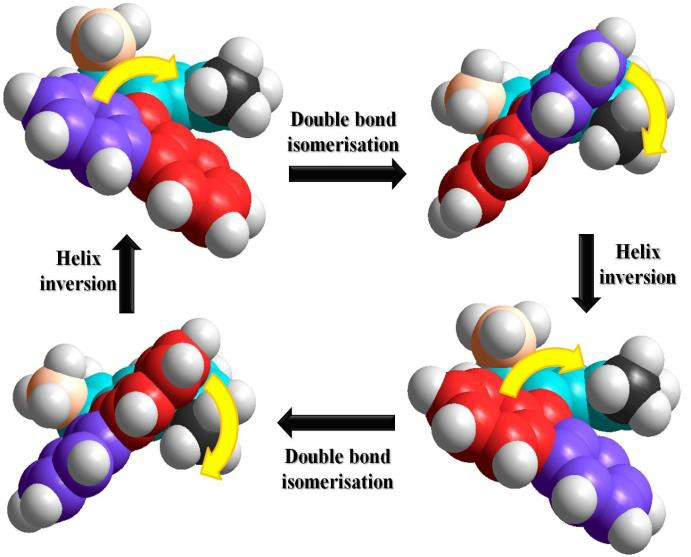 Double bond
isomerisation
Helix
inversion
Helix
inversion
Double bond
isomerisation